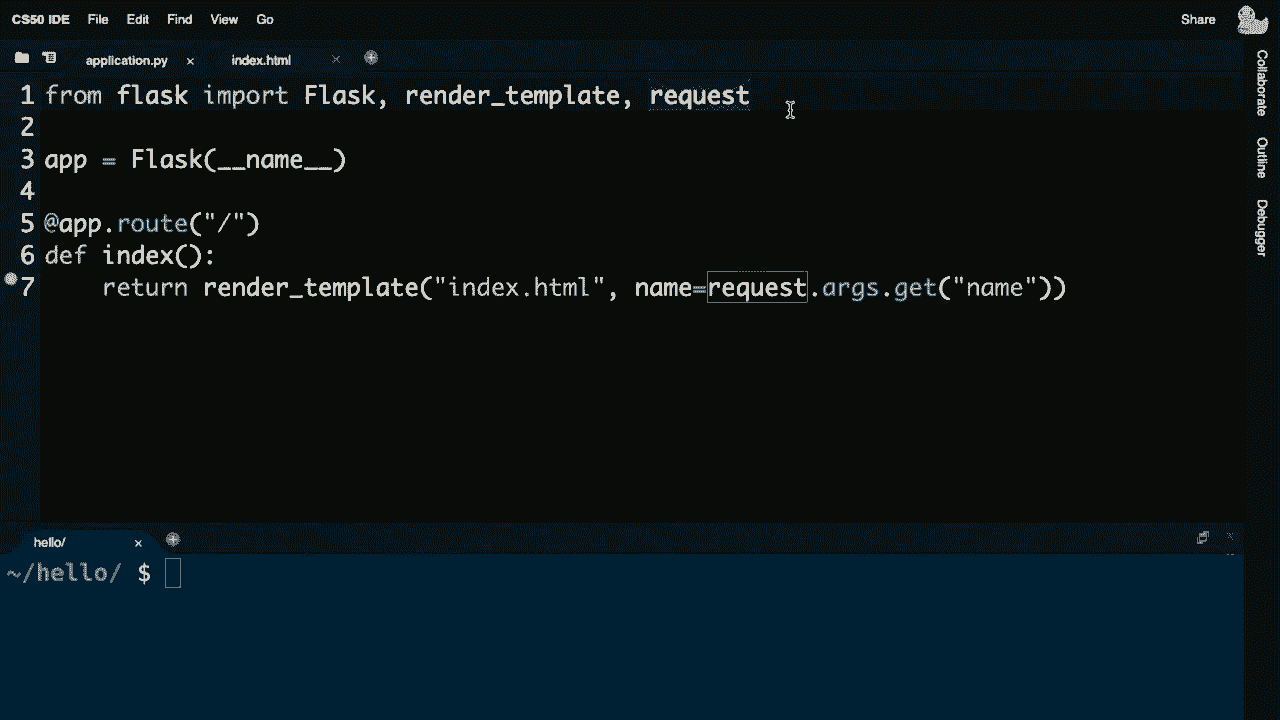 CS50 IDE File Edit Find View Go Share
application.py × index.html ×
1 from flask import Flask, render_template, request
2
3 app = Flask(__name__)
4
5 @app.route("/")
6 def index():
7     return render_template("index.html", name=request.args.get("name"))
hello/ ×
~/hello/ $
Collaborate
Outline
Debugger